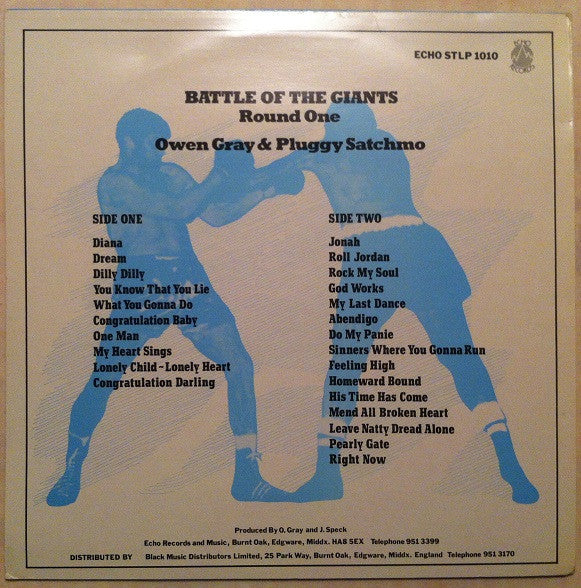 ECHO STLP 1010
BATTLE OF THE GIANTS
Round One
Owen Gray & Pluggy Satchmo
SIDE ONE
Diana
Dream
Dilly Dilly
You Know That You Lie
What You Gonna Do
Congratulation Baby
One Man
My Heart Sings
Lonely Child-Lonely Heart
Congratulation Darling
SIDE TWO
Jonah
Roll Jordan
Rock My Soul
God Works
My Last Dance
Abendigo
Do My Panie
Sinners Where You Gonna Run
Feeling High
Homeward Bound
His Time Has Come
Mend All Broken Heart
Leave Natty Dread Alone
Pearly Gate
Right Now
Produced By O. Gray and J. Speck
Echo Records and Music, Burnt Oak, Edgware, Middx. HA8 5EX Telephone 951 3399
DISTRIBUTED BY Black Music Distributors Limited, 25 Park Way, Burnt Oak, Edgware, Middx. England Telephone 951 3170